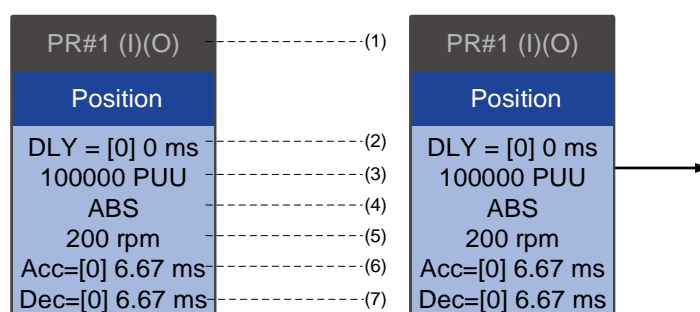 PR#1 (I)(O)
(1)
Position
DLY = [0] 0 ms
(2)
100000 PUU
(3)
ABS
(4)
200 rpm
(5)
Acc=[0] 6.67 ms
(6)
Dec=[0] 6.67 ms
(7)
PR#1 (I)(O)
Position
DLY = [0] 0 ms
100000 PUU
ABS
200 rpm
Acc=[0] 6.67 ms
Dec=[0] 6.67 ms